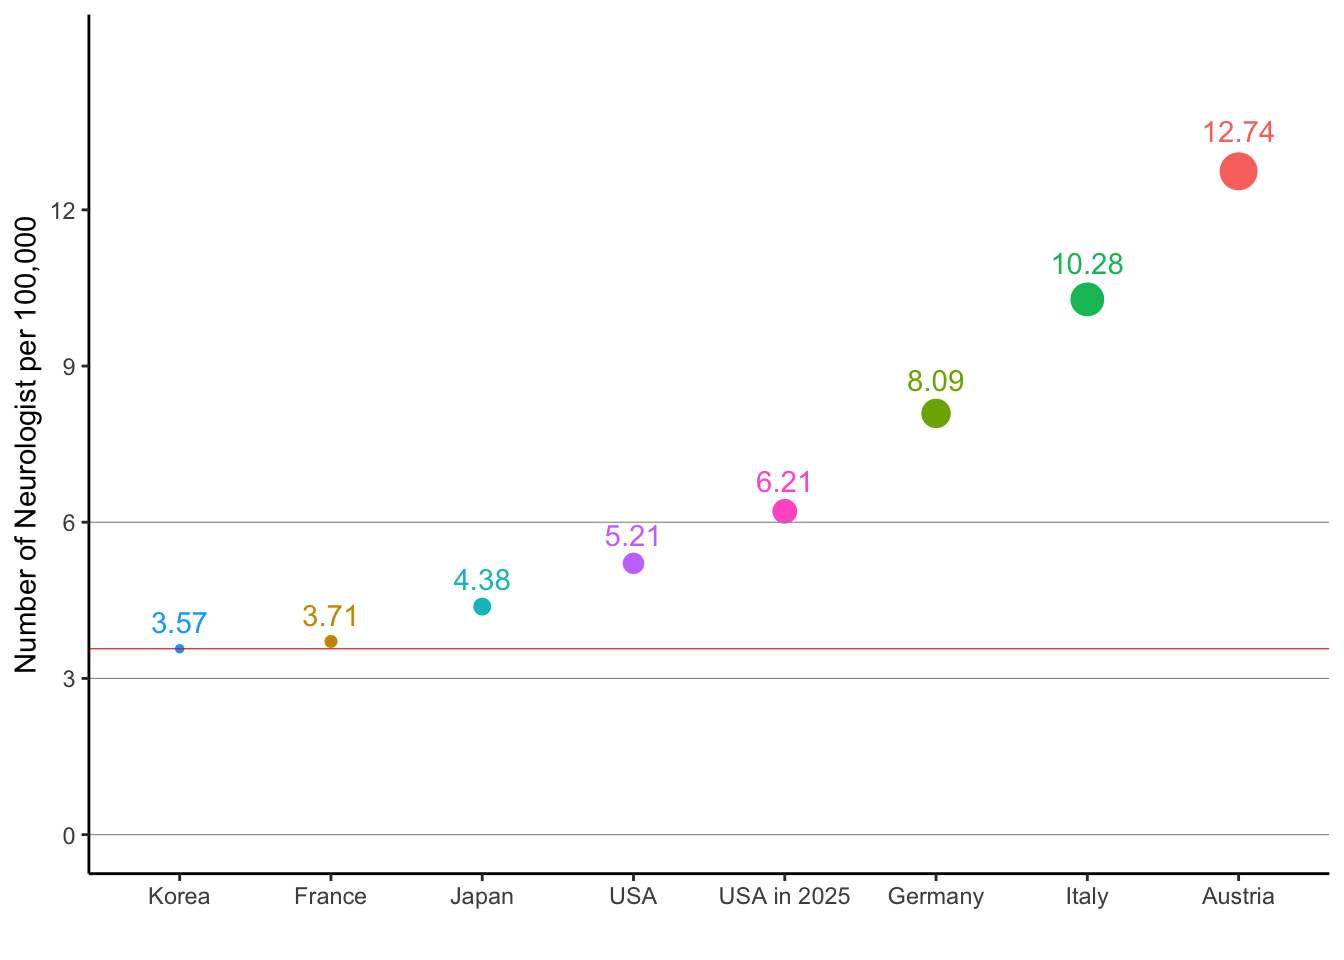 Number of Neurologist per 100,000
12
9
6
3
0
3.57
3.71
4.38
5.21
6.21
8.09
10.28
12.74
Korea
France
Japan
USA
USA in 2025
Germany
Italy
Austria